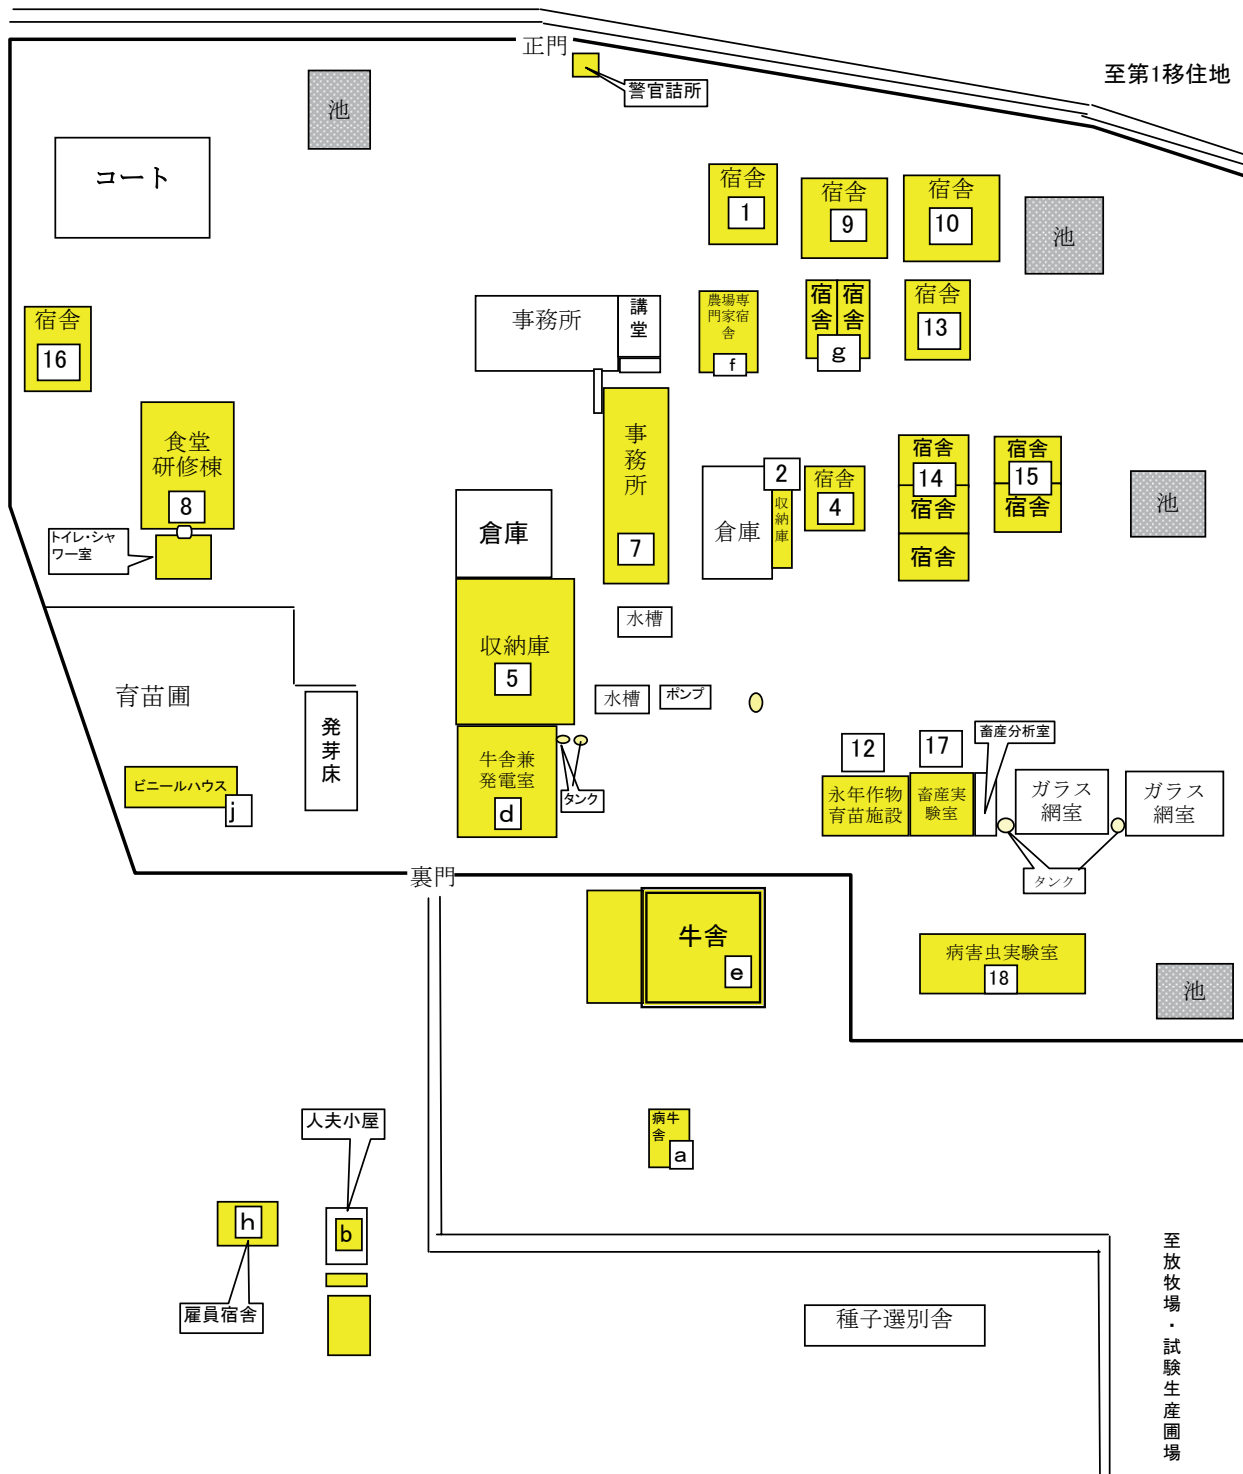 正門
至第1移住地
警官詰所
池
コート
宿舎
1
宿舎
9
宿舎
10
池
宿舎
16
事務所
講
堂
農場専
門家宿
舎
f
宿舎
宿舎
g
宿舎
13
食堂
研修棟
8
トイレ・シャ
ワー室
事
務
所
7
倉庫
倉庫
2
収
納
庫
宿舎
4
宿舎
14
宿舎
宿舎
宿舎
15
宿舎
池
収納庫
5
水槽
水槽
ポンプ
育苗圃
発
芽
床
ビニールハウス
j
牛舎兼
発電室
d
タンク
12
17
畜産分析室
永年作物
育苗施設
畜産実
験室
ガラス
網室
ガラス
網室
タンク
裏門
牛舎
e
病害虫実験室
18
池
人夫小屋
病牛
舎
a
h
b
雇員宿舎
種子選別舎
至放牧場・試験生産圃場